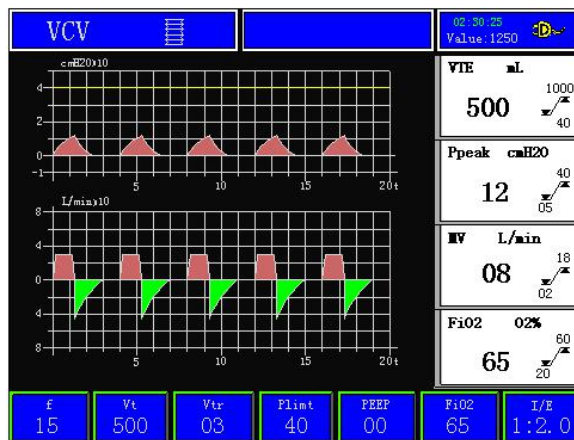 VCV
02:30:25
Value:1250
cmH2O×10
4
2
0
-1
5
10
15
20t
L/min×10
8
4
0
4
8
5
10
15
20t
VTE mL
500
1000
40
Ppeak cmH2O
12
40
05
MV L/min
08
18
02
FiO2 O2%
65
60
20
f
15
Vt
500
Vtr
03
Plimt
40
PEEP
00
FiO2
65
I/E
1:2.0